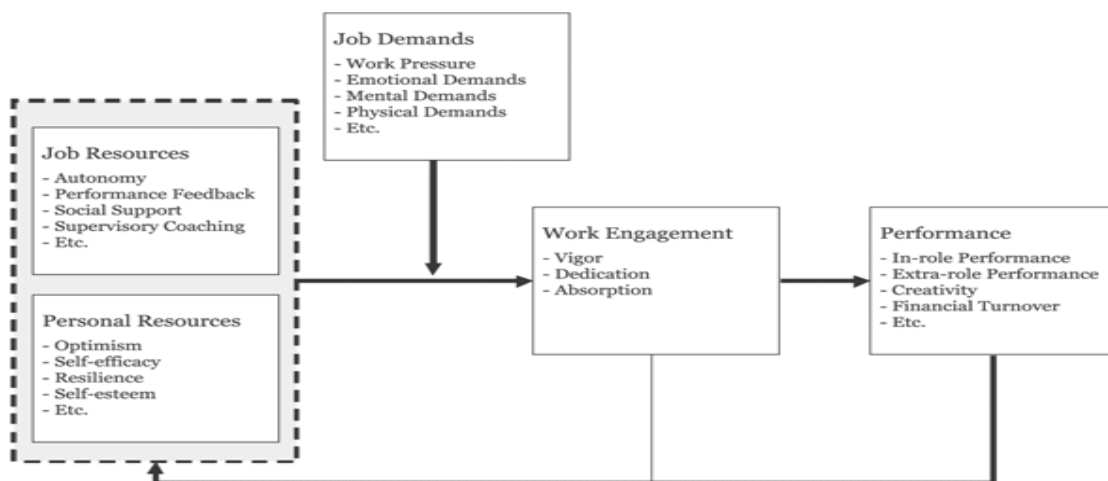 Job Demands
- Work Pressure
- Emotional Demands
- Mental Demands
- Physical Demands
- Etc.
Job Resources
- Autonomy
- Performance Feedback
- Social Support
- Supervisory Coaching
- Etc.
Personal Resources
- Optimism
- Self-efficacy
- Resilience
- Self-esteem
- Etc.
Work Engagement
- Vigor
- Dedication
- Absorption
Performance
- In-role Performance
- Extra-role Performance
- Creativity
- Financial Turnover
- Etc.